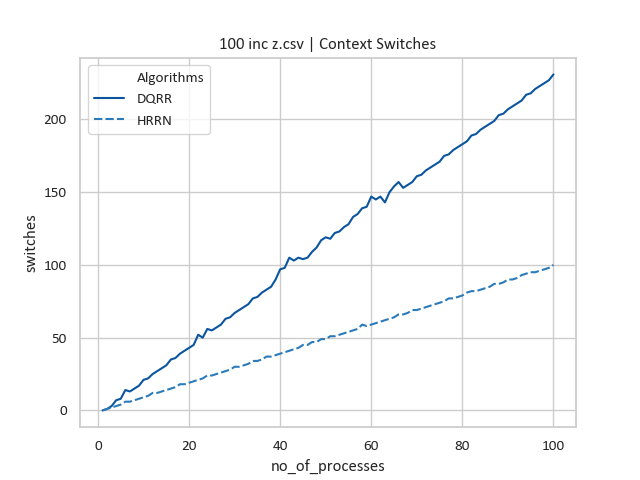 100 inc z.csv | Context Switches
Algorithms
DQRR
HRRN
switches
200
150
100
50
0
0 20 40 60 80 100
no_of_processes